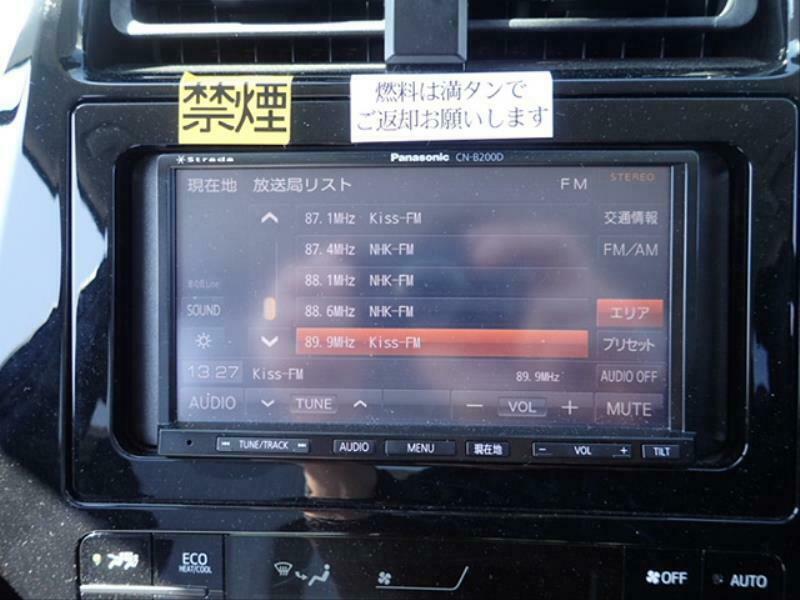 禁煙
燃料は満タンで
ご返却お願いします
Strada
Panasonic CN-B200D
現在地 放送局リスト FM STEREO
87.1MHz Kiss-FM 交通情報
87.4MHz NHK-FM FM/AM
88.1MHz NHK-FM
SOUND 88.6MHz NHK-FM エリア
89.9MHz Kiss-FM プリセット
13:27 Kiss-FM 89.9MHz AUDIO OFF
AUDIO TUNE − VOL + MUTE
TUNE/TRACK AUDIO MENU 現在地 − VOL + TILT
ECO
HEAT/COOL
OFF AUTO